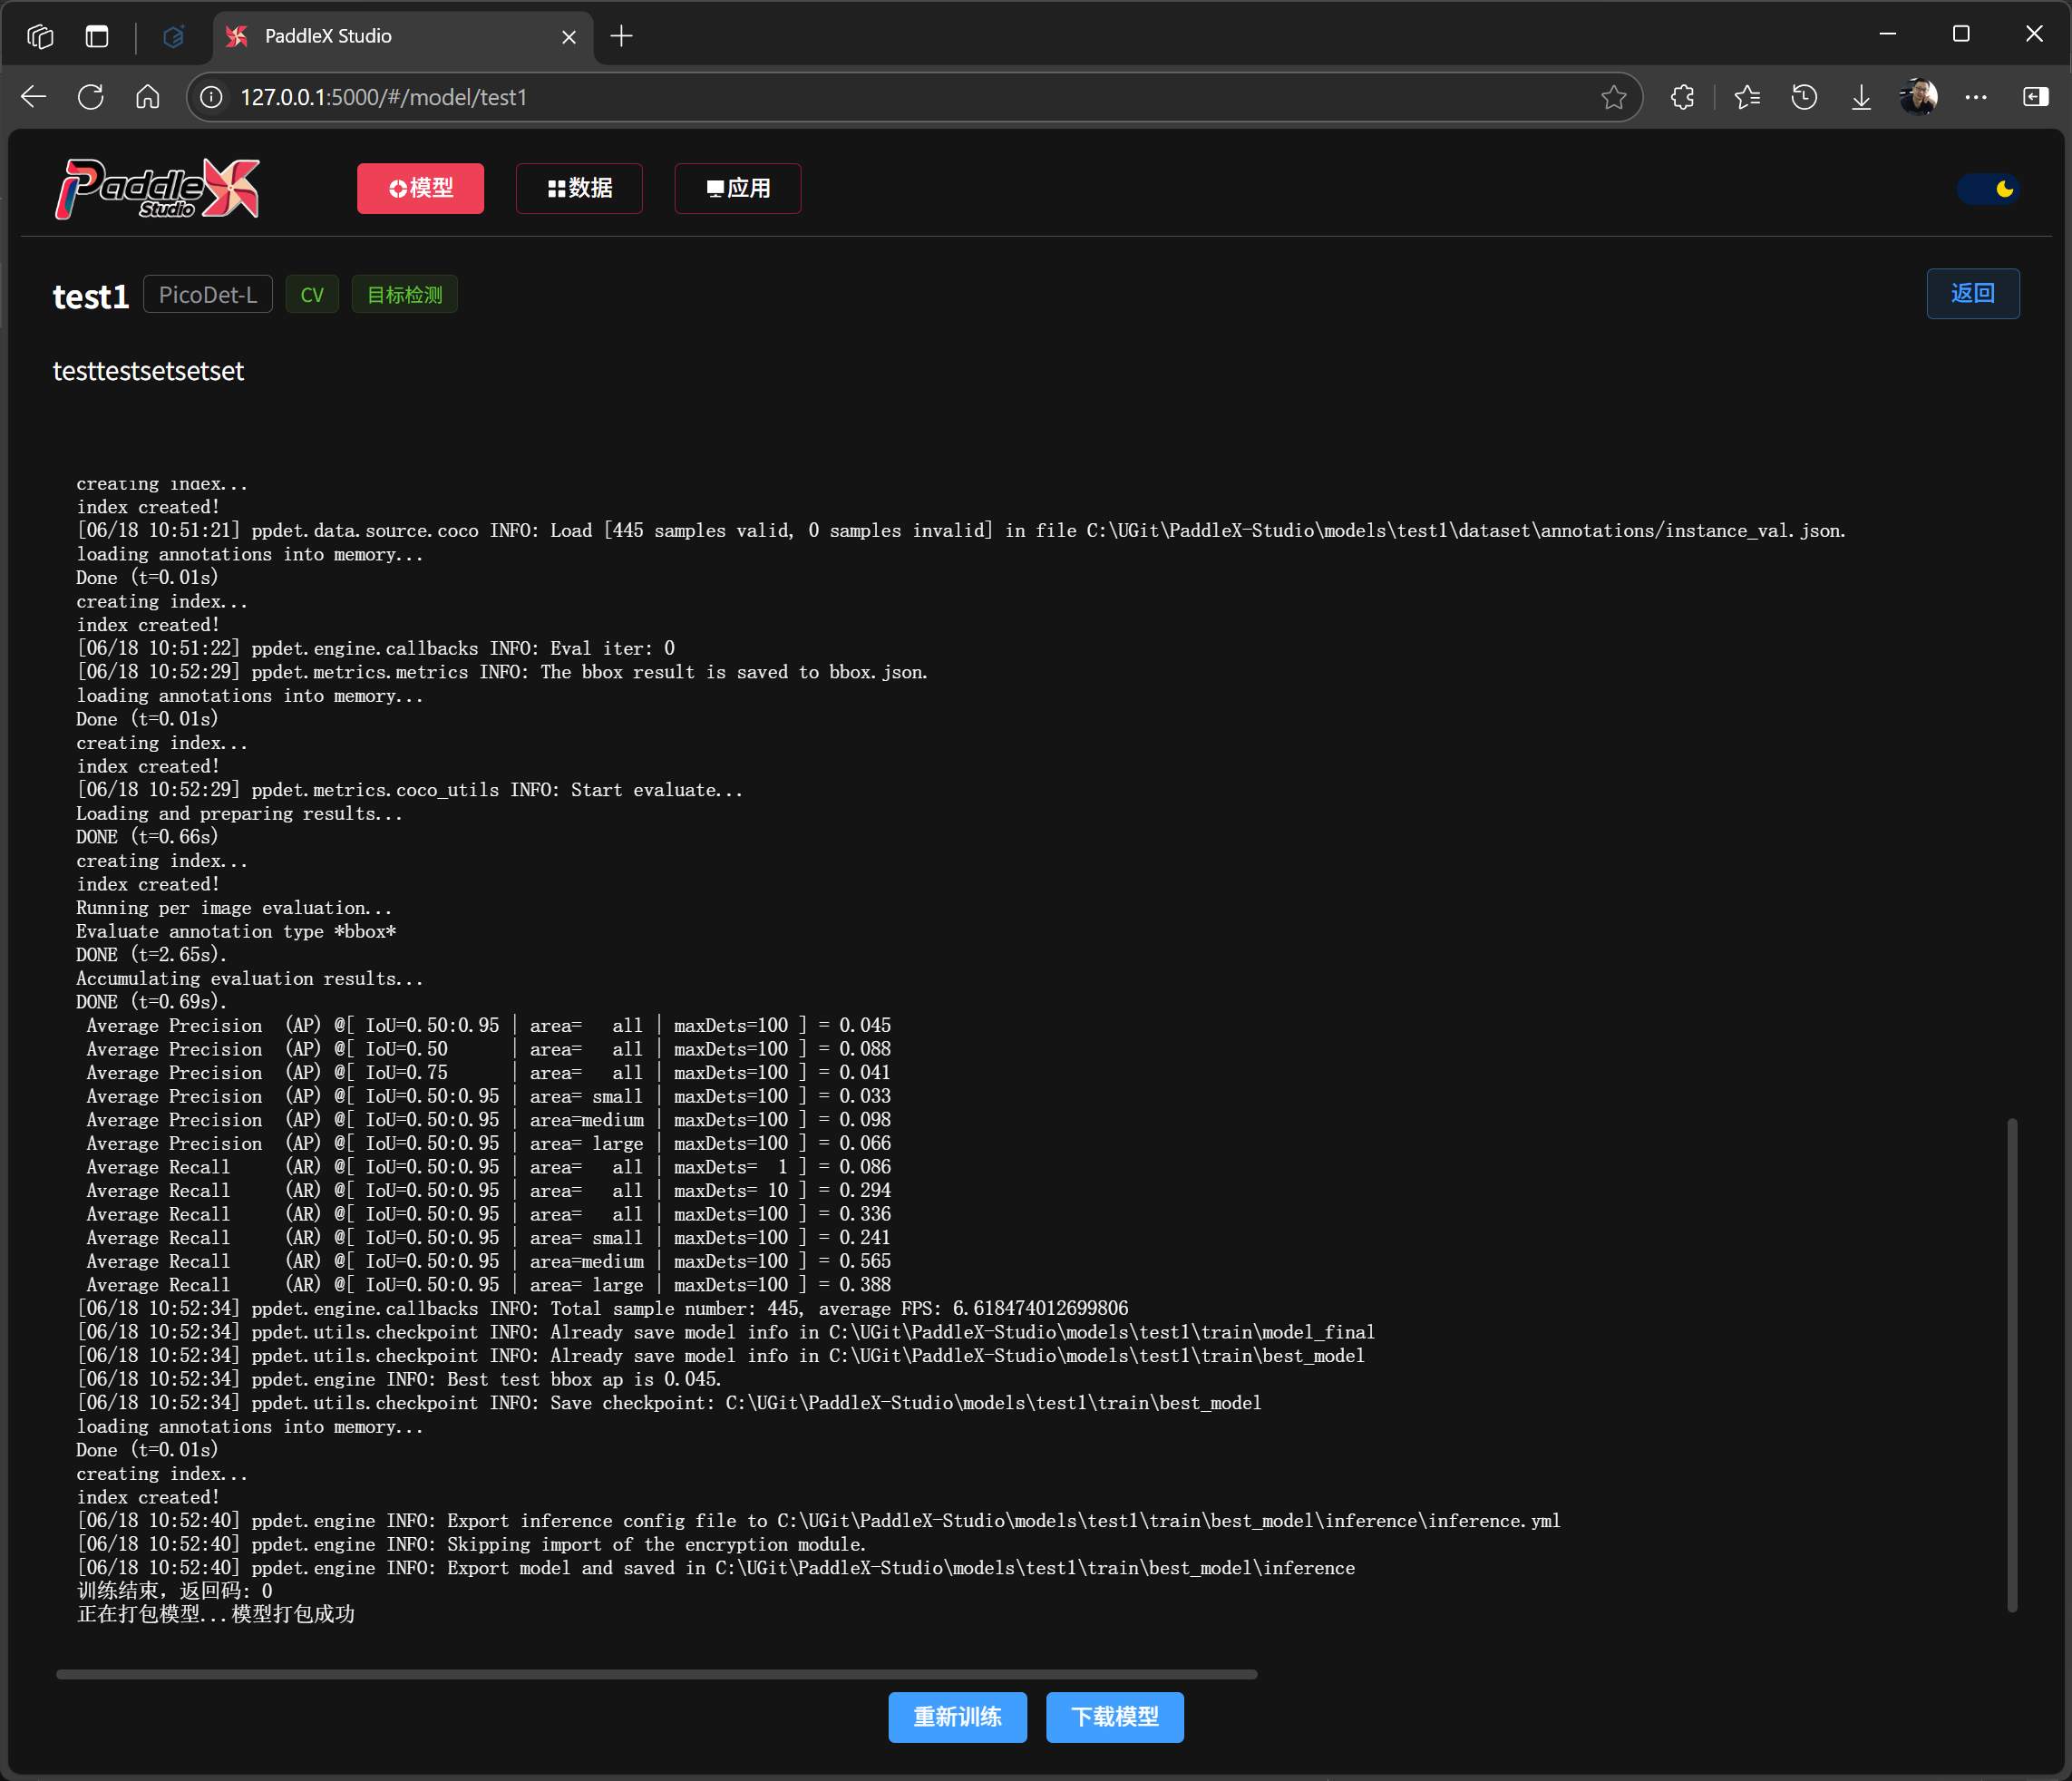 PaddleX Studio
127.0.0.1:5000/#/model/test1
PaddleX Studio
模型
数据
应用
test1 PicoDet-L CV 目标检测
返回
testtestsetsetset
creating index...
index created!
[06/18 10:51:21] ppdet.data.source.coco INFO: Load [445 samples valid, 0 samples invalid] in file C:\UGit\PaddleX-Studio\models\test1\dataset\annotations/instance_val.json.
loading annotations into memory...
Done (t=0.01s)
creating index...
index created!
[06/18 10:51:22] ppdet.engine.callbacks INFO: Eval iter: 0
[06/18 10:52:29] ppdet.metrics.metrics INFO: The bbox result is saved to bbox.json.
loading annotations into memory...
Done (t=0.01s)
creating index...
index created!
[06/18 10:52:29] ppdet.metrics.coco_utils INFO: Start evaluate...
Loading and preparing results...
DONE (t=0.66s)
creating index...
index created!
Running per image evaluation...
Evaluate annotation type *bbox*
DONE (t=2.65s).
Accumulating evaluation results...
DONE (t=0.69s).
Average Precision  (AP) @[ IoU=0.50:0.95 | area=   all | maxDets=100 ] = 0.045
Average Precision  (AP) @[ IoU=0.50      | area=   all | maxDets=100 ] = 0.088
Average Precision  (AP) @[ IoU=0.75      | area=   all | maxDets=100 ] = 0.041
Average Precision  (AP) @[ IoU=0.50:0.95 | area= small | maxDets=100 ] = 0.033
Average Precision  (AP) @[ IoU=0.50:0.95 | area=medium | maxDets=100 ] = 0.098
Average Precision  (AP) @[ IoU=0.50:0.95 | area= large | maxDets=100 ] = 0.066
Average Recall     (AR) @[ IoU=0.50:0.95 | area=   all | maxDets=  1 ] = 0.086
Average Recall     (AR) @[ IoU=0.50:0.95 | area=   all | maxDets= 10 ] = 0.294
Average Recall     (AR) @[ IoU=0.50:0.95 | area=   all | maxDets=100 ] = 0.336
Average Recall     (AR) @[ IoU=0.50:0.95 | area= small | maxDets=100 ] = 0.241
Average Recall     (AR) @[ IoU=0.50:0.95 | area=medium | maxDets=100 ] = 0.565
Average Recall     (AR) @[ IoU=0.50:0.95 | area= large | maxDets=100 ] = 0.388
[06/18 10:52:34] ppdet.engine.callbacks INFO: Total sample number: 445, average FPS: 6.618474012699806
[06/18 10:52:34] ppdet.utils.checkpoint INFO: Already save model info in C:\UGit\PaddleX-Studio\models\test1\train\model_final
[06/18 10:52:34] ppdet.utils.checkpoint INFO: Already save model info in C:\UGit\PaddleX-Studio\models\test1\train\best_model
[06/18 10:52:34] ppdet.engine INFO: Best test bbox ap is 0.045.
[06/18 10:52:34] ppdet.utils.checkpoint INFO: Save checkpoint: C:\UGit\PaddleX-Studio\models\test1\train\best_model
loading annotations into memory...
Done (t=0.01s)
creating index...
index created!
[06/18 10:52:40] ppdet.engine INFO: Export inference config file to C:\UGit\PaddleX-Studio\models\test1\train\best_model\inference\inference.yml
[06/18 10:52:40] ppdet.engine INFO: Skipping import of the encryption module.
[06/18 10:52:40] ppdet.engine INFO: Export model and saved in C:\UGit\PaddleX-Studio\models\test1\train\best_model\inference
训练结束，返回码: 0
正在打包模型...模型打包成功
重新训练
下载模型